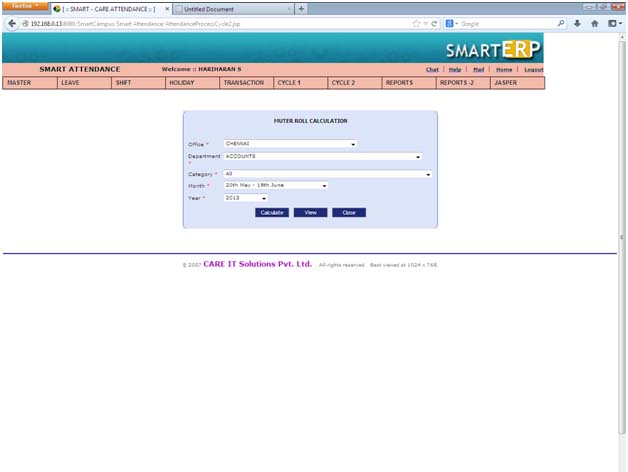 Firefox
[ :: SMART - CARE ATTENDANCE :: ] × Untitled Document × +
192.168.0.13:8080/SmartCampus/Smart Attendance/AttendanceProcessCycle2.jsp
Google
SMARTERP
SMART ATTENDANCE Welcome :: HARIHARAN S Chat | Help | Mail | Home | Logout
MASTER LEAVE SHIFT HOLIDAY TRANSACTION CYCLE 1 CYCLE 2 REPORTS REPORTS -2 JASPER
MUTER ROLL CALCULATION
Office * CHENNAI
Department * ACCOUNTS
Category * All
Month * 20th May - 19th June
Year * 2013
Calculate View Close
© 2007 CARE IT Solutions Pvt. Ltd. All rights reserved. Best viewed at 1024 x 768.